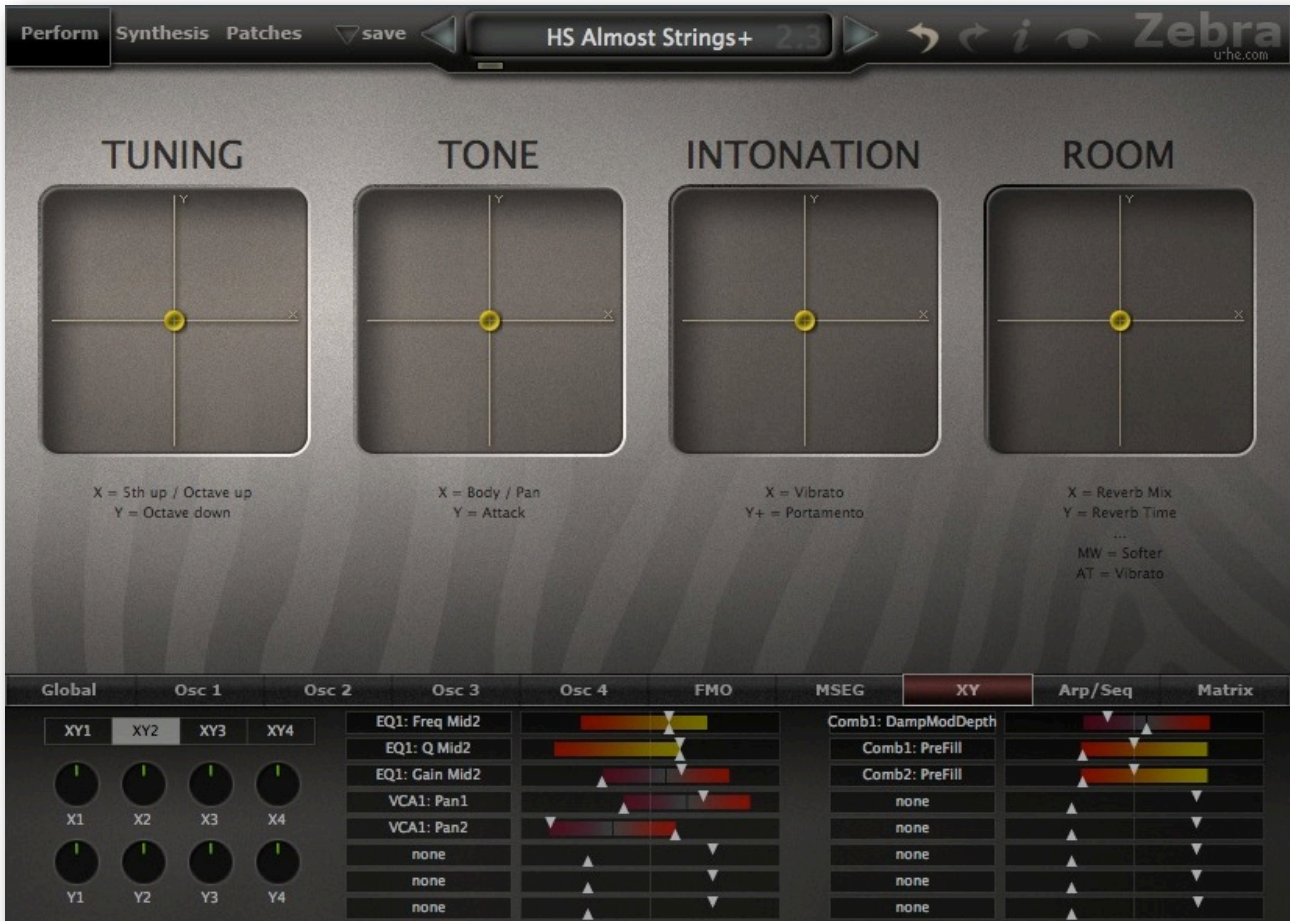 Perform Synthesis Patches save HS Almost Strings+ 2.3 Zebra
u-he.com
TUNING TONE INTONATION ROOM
Y Y Y Y
X X X X
X = 5th up / Octave up
Y = Octave down
X = Body / Pan
Y = Attack
X = Vibrato
Y+ = Portamento
X = Reverb Mix
Y = Reverb Time
...
MW = Softer
AT = Vibrato
Global Osc 1 Osc 2 Osc 3 Osc 4 FMO MSEG XY Arp/Seq Matrix
XY1 XY2 XY3 XY4
X1 X2 X3 X4
Y1 Y2 Y3 Y4
EQ1: Freq Mid2
EQ1: Q Mid2
EQ1: Gain Mid2
VCA1: Pan1
VCA1: Pan2
none
none
none
Comb1: DampModDepth
Comb1: PreFill
Comb2: PreFill
none
none
none
none
none